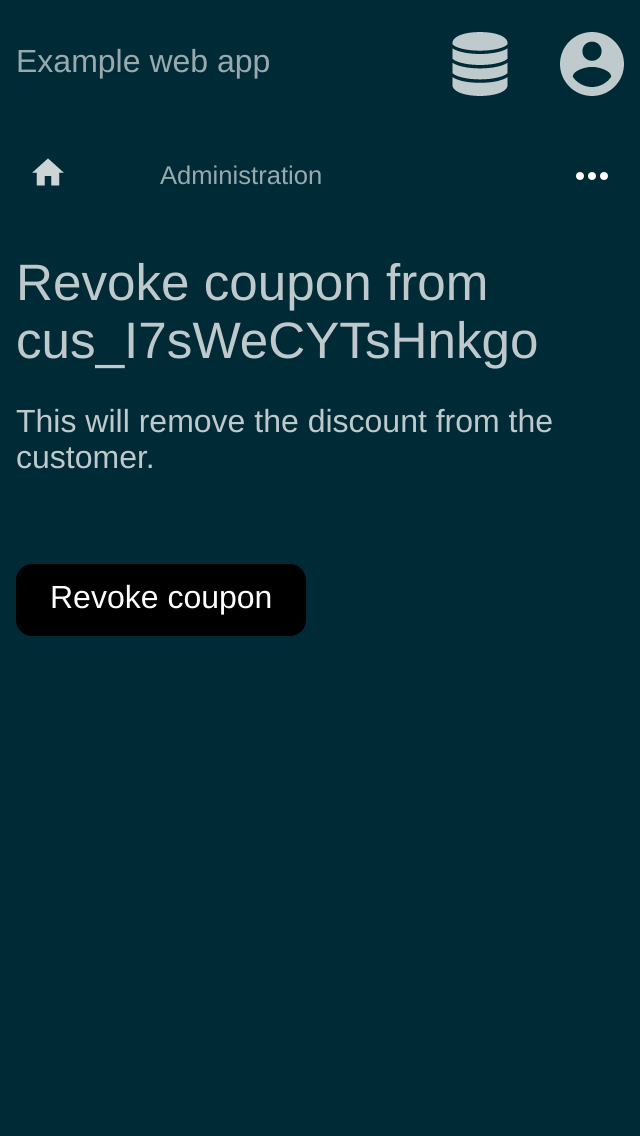 Example web app
Administration
Revoke coupon from
cus_I7sWeCYTsHnkgo
This will remove the discount from the
customer.
Revoke coupon